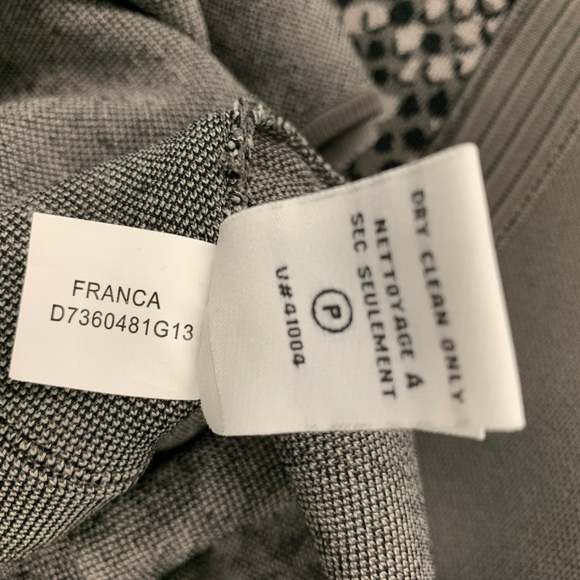 FRANCA
D7360481G13
DRY CLEAN ONLY
NETTOYAGE À
SEC SEULEMENT
P
V#41004